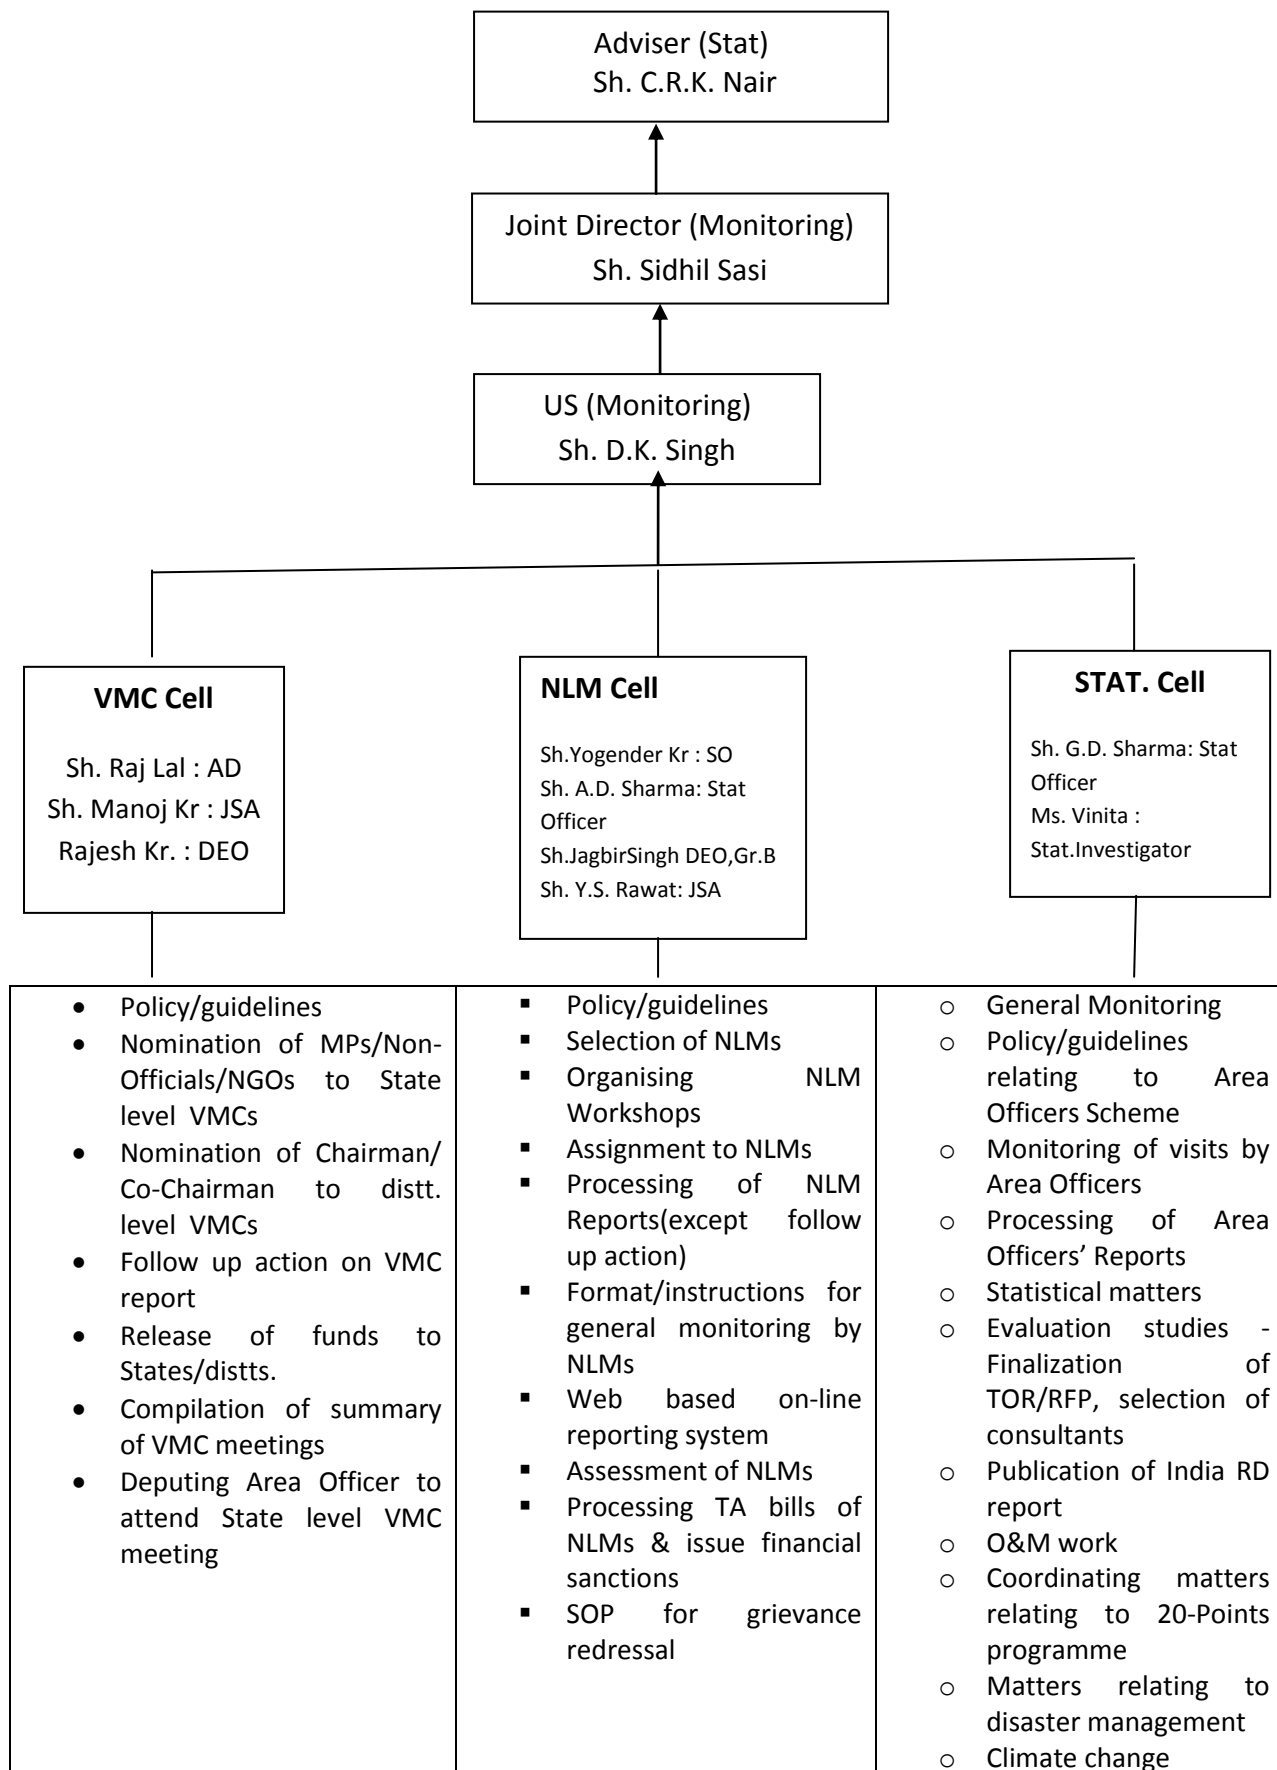 Adviser (Stat)
Sh. C.R.K. Nair
Joint Director (Monitoring)
Sh. Sidhil Sasi
US (Monitoring)
Sh. D.K. Singh
VMC Cell
Sh. Raj Lal : AD
Sh. Manoj Kr : JSA
Rajesh Kr. : DEO
NLM Cell
Sh.Yogender Kr : SO
Sh. A.D. Sharma: Stat
Officer
Sh.JagbirSingh DEO,Gr.B
Sh. Y.S. Rawat: JSA
STAT. Cell
Sh. G.D. Sharma: Stat
Officer
Ms. Vinita :
Stat.Investigator
• Policy/guidelines
• Nomination of MPs/Non-
Officials/NGOs to State
level VMCs
• Nomination of Chairman/
Co-Chairman to distt.
level VMCs
• Follow up action on VMC
report
• Release of funds to
States/distts.
• Compilation of summary
of VMC meetings
• Deputing Area Officer to
attend State level VMC
meeting
▪ Policy/guidelines
▪ Selection of NLMs
▪ Organising NLM
Workshops
▪ Assignment to NLMs
▪ Processing of NLM
Reports(except follow
up action)
▪ Format/instructions for
general monitoring by
NLMs
▪ Web based on-line
reporting system
▪ Assessment of NLMs
▪ Processing TA bills of
NLMs & issue financial
sanctions
▪ SOP for grievance
redressal
o General Monitoring
o Policy/guidelines
relating to Area
Officers Scheme
o Monitoring of visits by
Area Officers
o Processing of Area
Officers’ Reports
o Statistical matters
o Evaluation studies -
Finalization of
TOR/RFP, selection of
consultants
o Publication of India RD
report
o O&M work
o Coordinating matters
relating to 20-Points
programme
o Matters relating to
disaster management
o Climate change